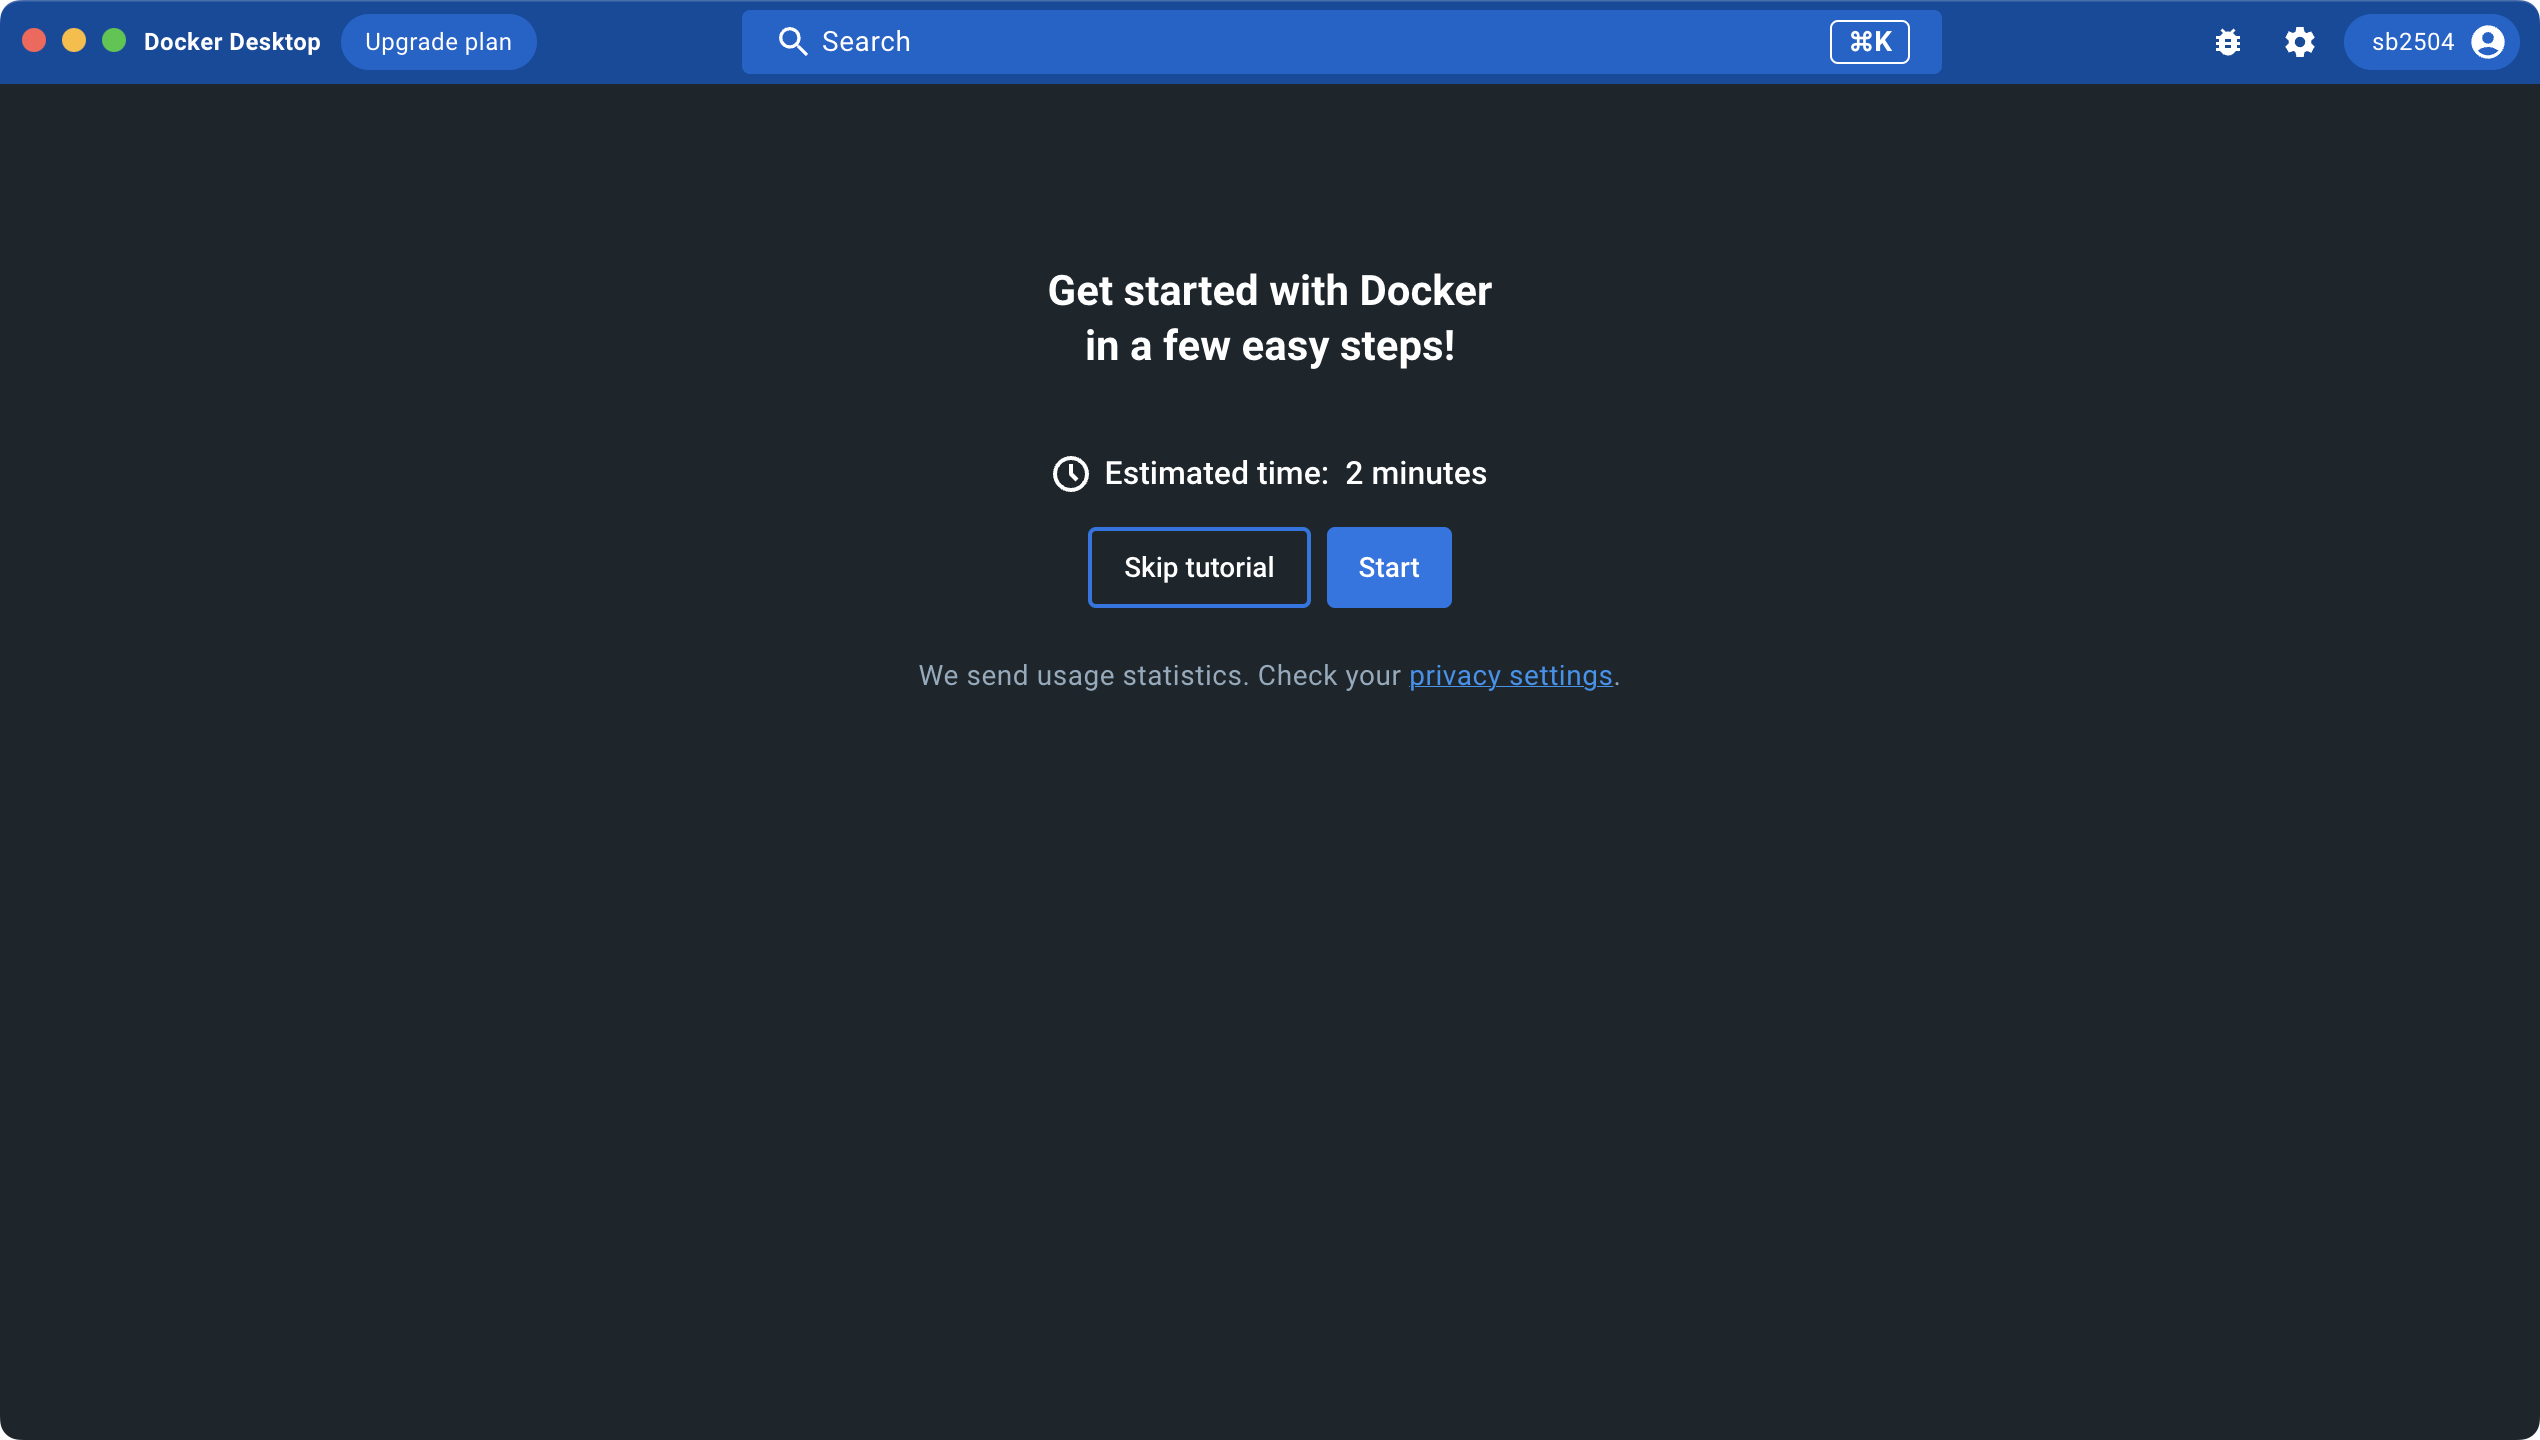 Docker Desktop
Upgrade plan
Search
⌘K
sb2504
Get started with Docker
in a few easy steps!
Estimated time: 2 minutes
Skip tutorial
Start
We send usage statistics. Check your privacy settings.